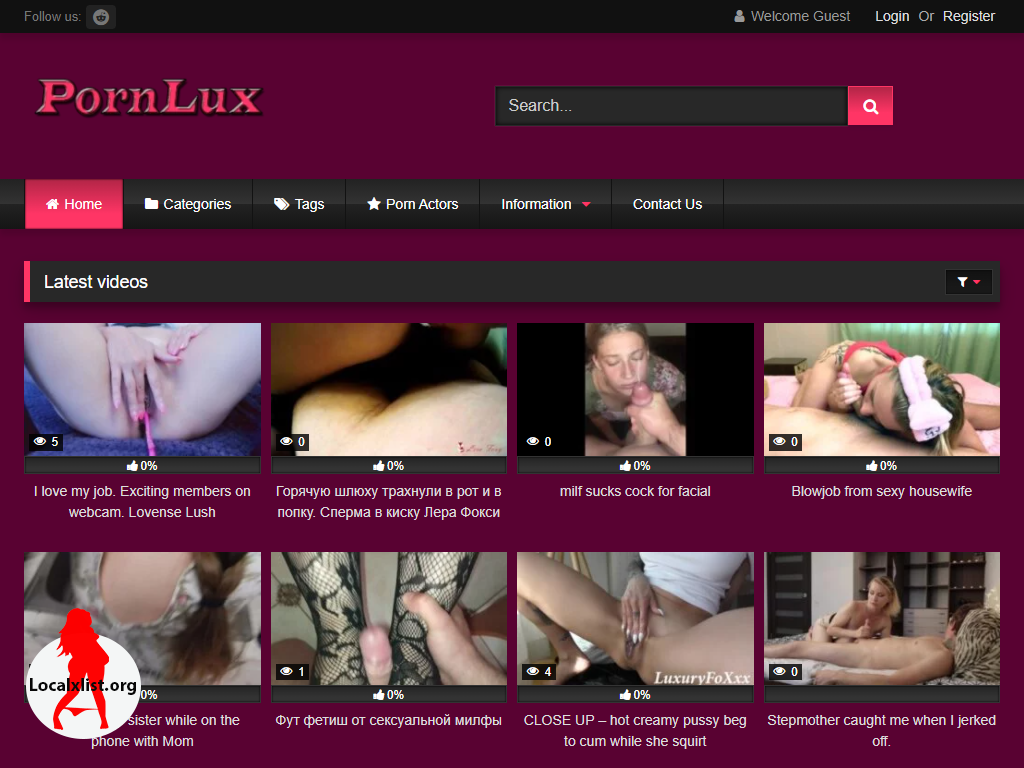 Follow us:
Welcome Guest Login Or Register
PornLux
Search...
Home Categories Tags Porn Actors Information Contact Us
Latest videos
5 0 0 0
0% 0% 0% 0%
I love my job. Exciting members on
webcam. Lovense Lush
Горячую шлюху трахнули в рот и в
попку. Сперма в киску Лера Фокси
milf sucks cock for facial
Blowjob from sexy housewife
1 4 0
LuxuryFoXxx
Localxlist.org
0% 0% 0% 0%
sister while on the
phone with Mom
Фут фетиш от сексуальной милфы
CLOSE UP – hot creamy pussy beg
to cum while she squirt
Stepmother caught me when I jerked
off.